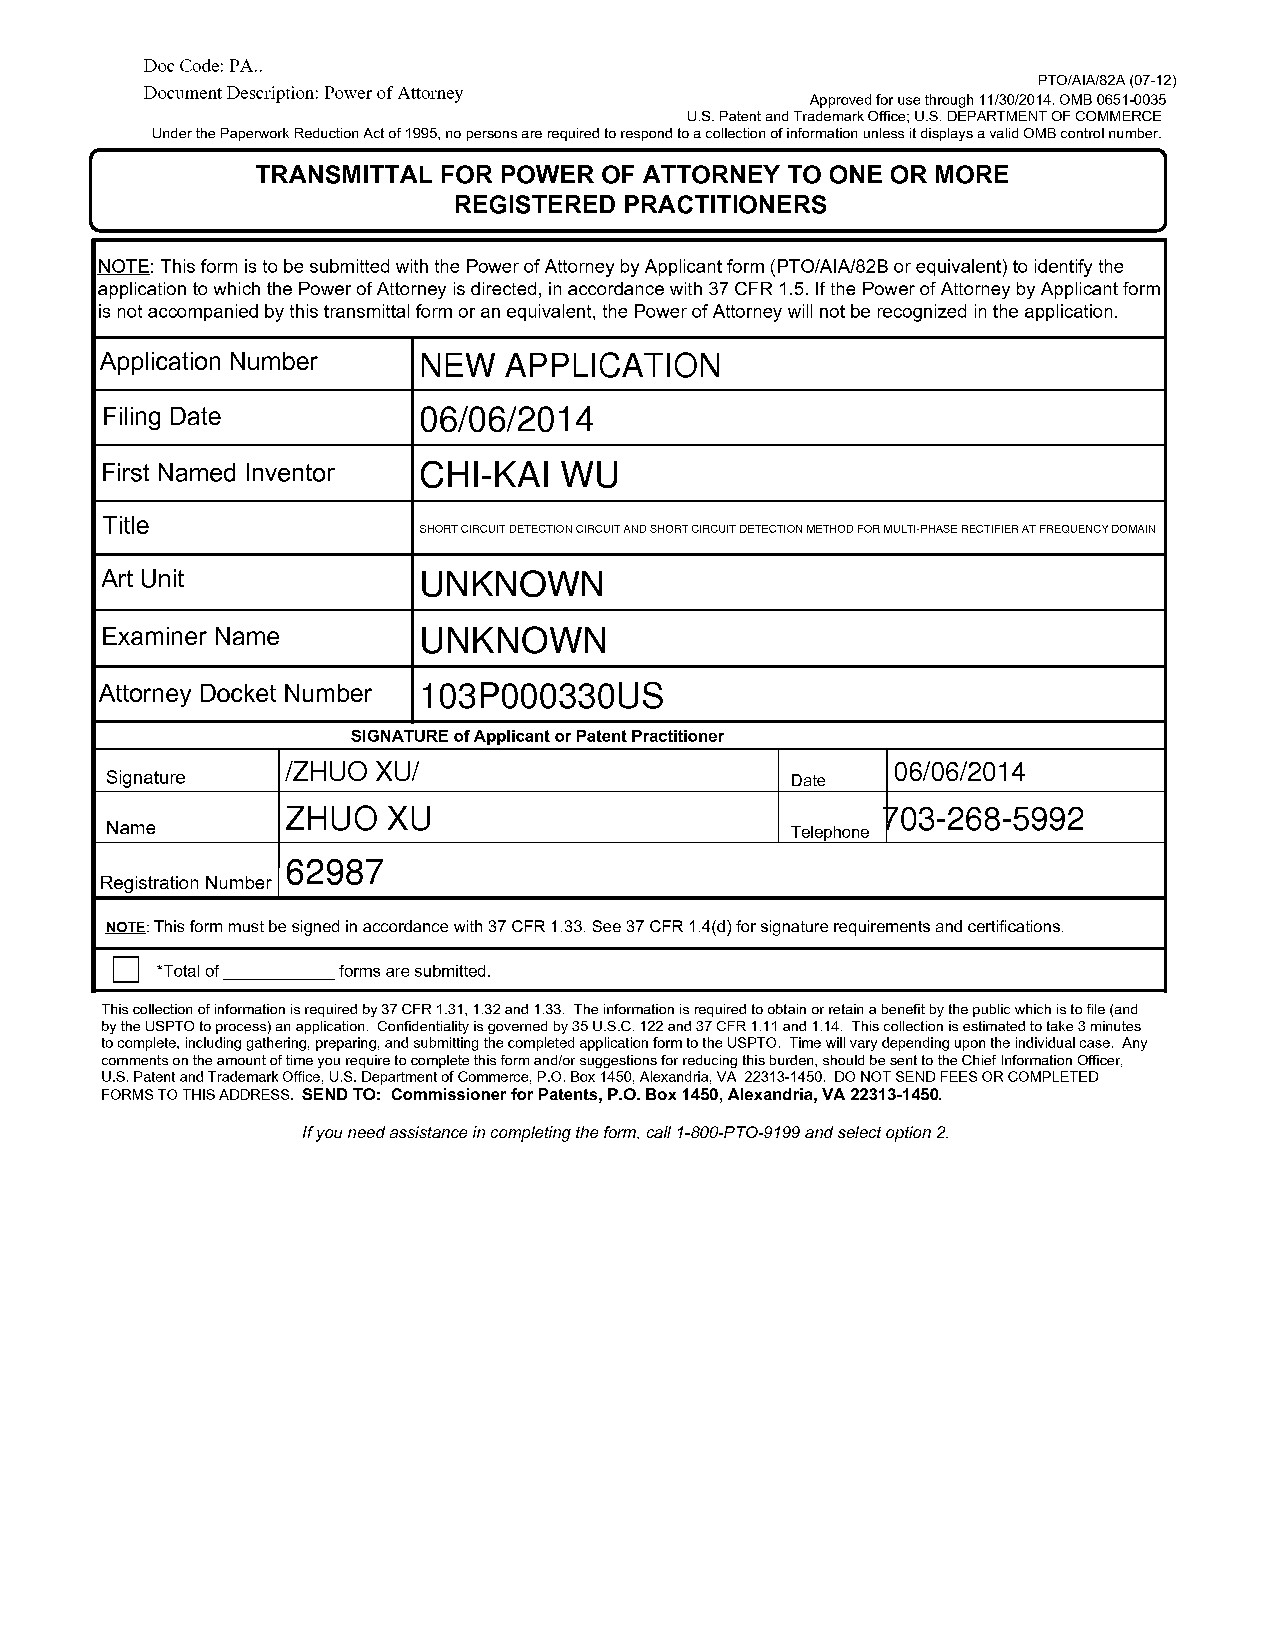 Doc Code: PA..
Document Description: Power of Attorney
PTO/AIA/82A (07-12)
Approved for use through 11/30/2014. OMB 0651-0035
U.S. Patent and Trademark Office; U.S. DEPARTMENT OF COMMERCE
Under the Paperwork Reduction Act of 1995, no persons are required to respond to a collection of information unless it displays a valid OMB control number.
TRANSMITTAL FOR POWER OF ATTORNEY TO ONE OR MORE
REGISTERED PRACTITIONERS
NOTE: This form is to be submitted with the Power of Attorney by Applicant form (PTO/AIA/82B or equivalent) to identify the
application to which the Power of Attorney is directed, in accordance with 37 CFR 1.5. If the Power of Attorney by Applicant form
is not accompanied by this transmittal form or an equivalent, the Power of Attorney will not be recognized in the application.
Application Number NEW APPLICATION
Filing Date 06/06/2014
First Named Inventor CHI-KAI WU
Title SHORT CIRCUIT DETECTION CIRCUIT AND SHORT CIRCUIT DETECTION METHOD FOR MULTI-PHASE RECTIFIER AT FREQUENCY DOMAIN
Art Unit UNKNOWN
Examiner Name UNKNOWN
Attorney Docket Number 103P000330US
SIGNATURE of Applicant or Patent Practitioner
Signature /ZHUO XU/ Date 06/06/2014
Name ZHUO XU Telephone 703-268-5992
Registration Number 62987
NOTE: This form must be signed in accordance with 37 CFR 1.33. See 37 CFR 1.4(d) for signature requirements and certifications.
*Total of ____________ forms are submitted.
This collection of information is required by 37 CFR 1.31, 1.32 and 1.33. The information is required to obtain or retain a benefit by the public which is to file (and
by the USPTO to process) an application. Confidentiality is governed by 35 U.S.C. 122 and 37 CFR 1.11 and 1.14. This collection is estimated to take 3 minutes
to complete, including gathering, preparing, and submitting the completed application form to the USPTO. Time will vary depending upon the individual case. Any
comments on the amount of time you require to complete this form and/or suggestions for reducing this burden, should be sent to the Chief Information Officer,
U.S. Patent and Trademark Office, U.S. Department of Commerce, P.O. Box 1450, Alexandria, VA 22313-1450. DO NOT SEND FEES OR COMPLETED
FORMS TO THIS ADDRESS. SEND TO: Commissioner for Patents, P.O. Box 1450, Alexandria, VA 22313-1450.
If you need assistance in completing the form, call 1-800-PTO-9199 and select option 2.